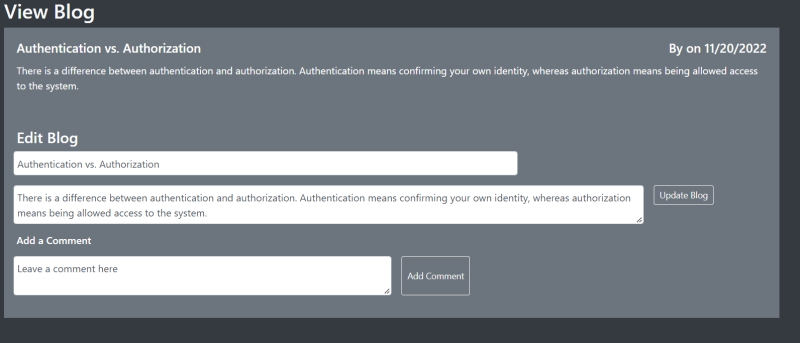 View Blog
Authentication vs. Authorization
By on 11/20/2022
There is a difference between authentication and authorization. Authentication means confirming your own identity, whereas authorization means being allowed access
to the system.
Edit Blog
Authentication vs. Authorization
There is a difference between authentication and authorization. Authentication means confirming your own identity, whereas authorization
means being allowed access to the system.
Update Blog
Add a Comment
Leave a comment here
Add Comment